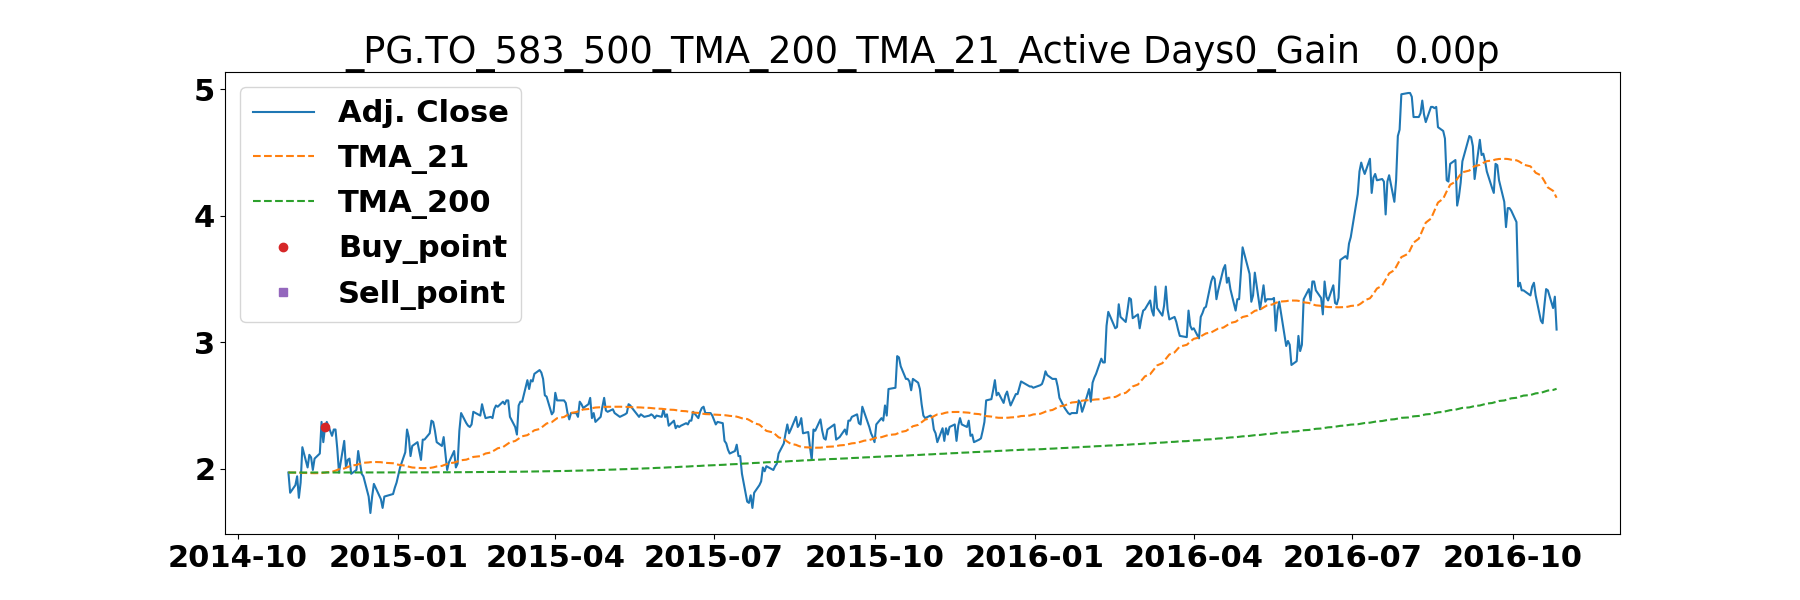 _PG.TO_583_500_TMA_200_TMA_21_Active Days0_Gain   0.00p
5
4
3
2
Adj. Close
TMA_21
TMA_200
Buy_point
Sell_point
2014-10 2015-01 2015-04 2015-07 2015-10 2016-01 2016-04 2016-07 2016-10